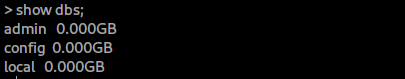 > show dbs;
admin 0.000GB
config 0.000GB
local 0.000GB